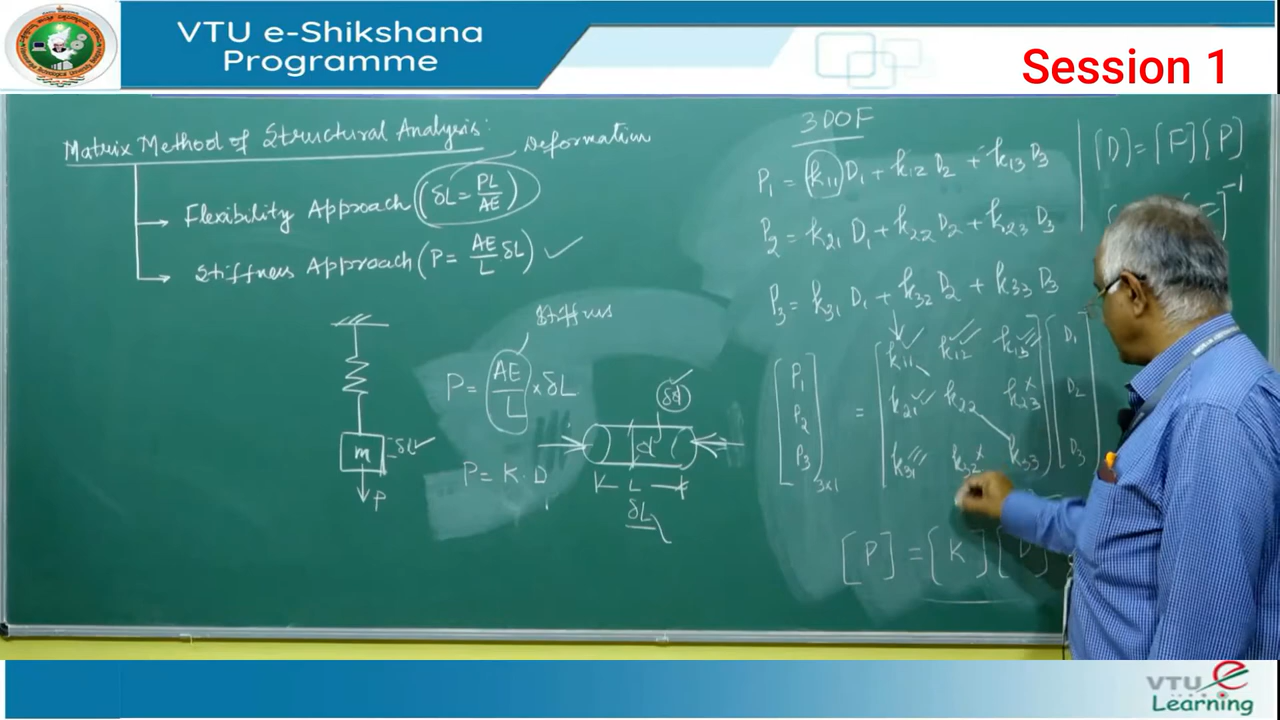 VTU e-Shikshana
Programme
Session 1
Matrix Method of Structural Analysis:
Deformation
Flexibility Approach (δL = PL/AE)
Stiffness Approach (P = AE/L δL)
m
δL
P
P = AE/L × δL
P = K . D
L
δL
3DOF
P1 = k11 D1 + k12 D2 + k13 D3
P2 = k21 D1 + k22 D2 + k23 D3
P3 = k31 D1 + k32 D2 + k33 D3
P1 k11 k12 k13 D1
P2 = k21 k22 k23 D2
P3 k31 k32 k33 D3
3x1
[P] = [K] [D
[D] = [F] [P]
]-1
VTU e
Learning